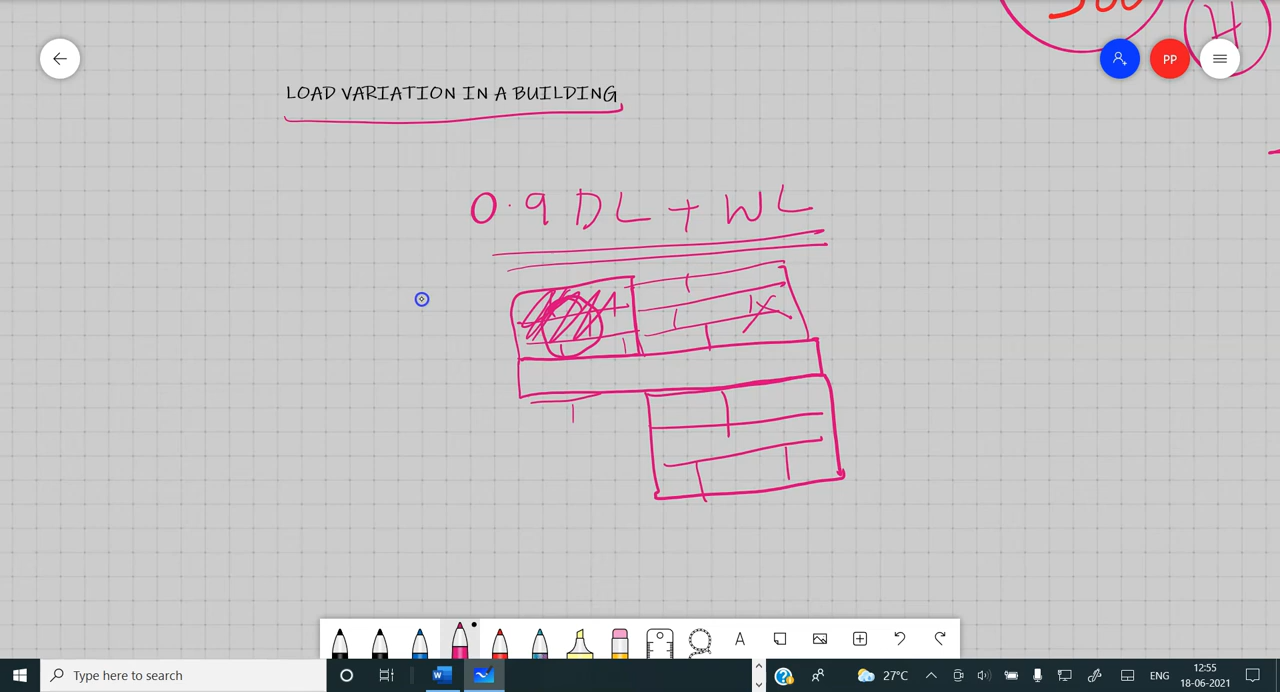 H
PP
LOAD VARIATION IN A BUILDING
0.9 DL + WL
A
Type here to search
27°C
ENG
12:55
18-06-2021